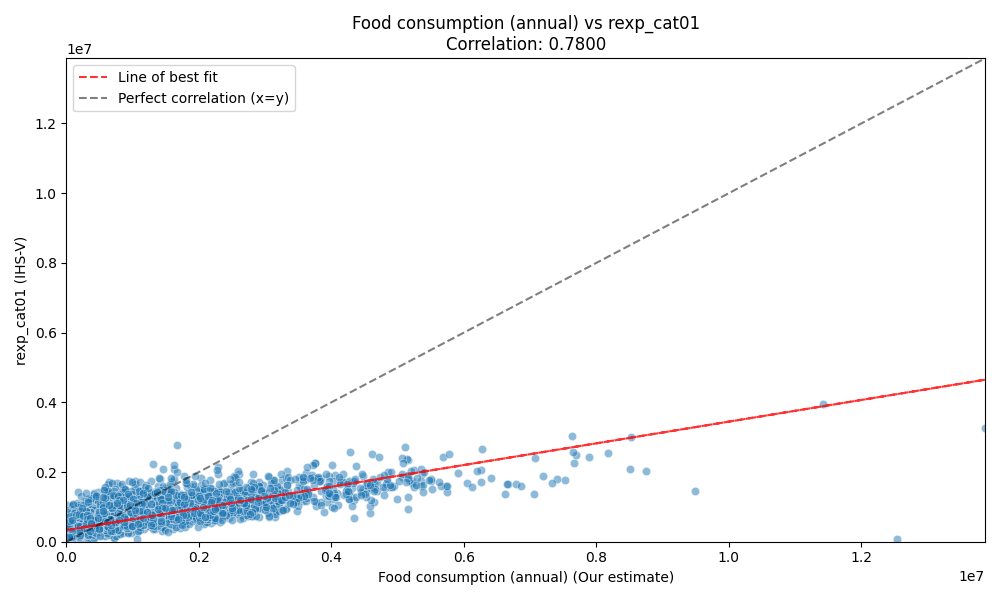 Food consumption (annual) vs rexp_cat01
Correlation: 0.7800
1e7
Line of best fit
Perfect correlation (x=y)
1.2
1.0
0.8
0.6
0.4
0.2
0.0
rexp_cat01 (IHS-V)
0.0 0.2 0.4 0.6 0.8 1.0 1.2
Food consumption (annual) (Our estimate)
1e7